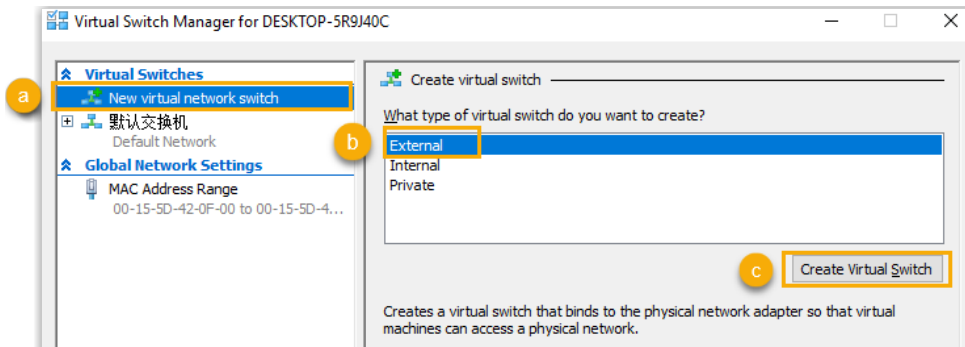 Virtual Switch Manager for DESKTOP-5R9J40C
Virtual Switches
a
New virtual network switch
默认交换机
Default Network
Global Network Settings
MAC Address Range
00-15-5D-42-0F-00 to 00-15-5D-4...
Create virtual switch
What type of virtual switch do you want to create?
b
External
Internal
Private
c
Create Virtual Switch
Creates a virtual switch that binds to the physical network adapter so that virtual
machines can access a physical network.